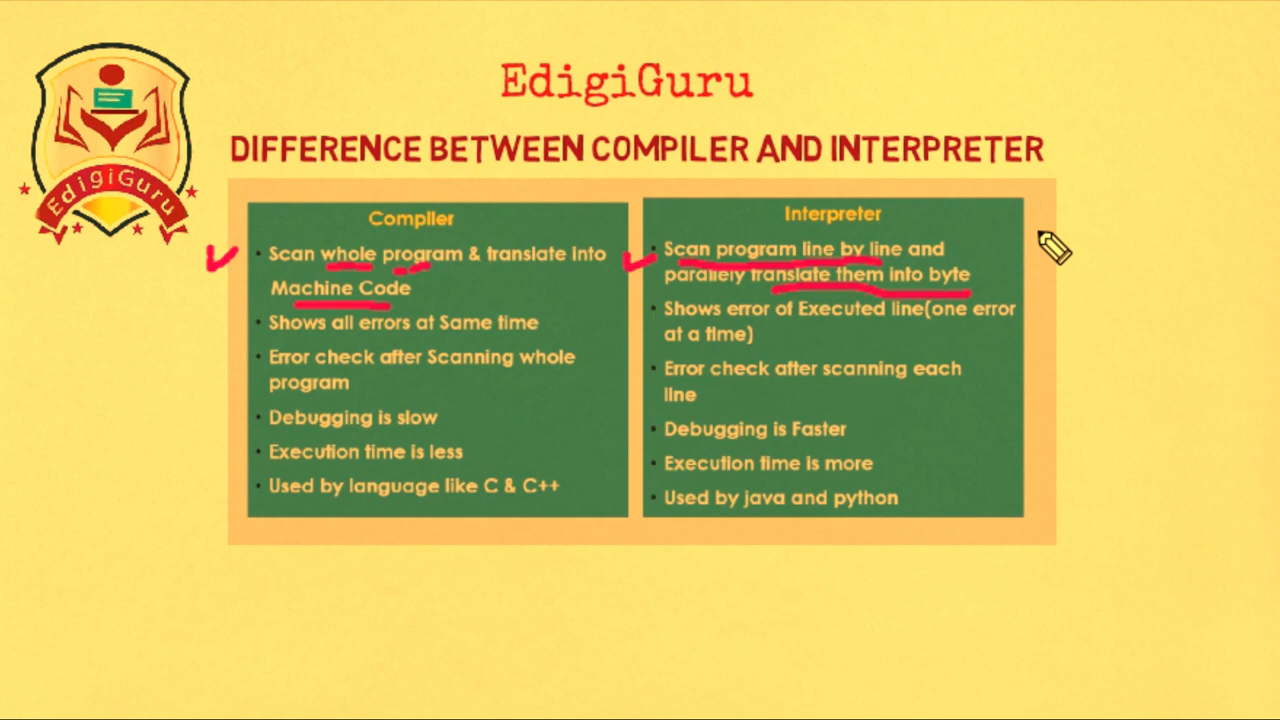 EdigiGuru
EdigiGuru
DIFFERENCE BETWEEN COMPILER AND INTERPRETER
Compiler
• Scan whole program & translate into
Machine Code
• Shows all errors at Same time
• Error check after Scanning whole
program
• Debugging is slow
• Execution time is less
• Used by language like C & C++
Interpreter
• Scan program line by line and
parallely translate them into byte
• Shows error of Executed line(one error
at a time)
• Error check after scanning each
line
• Debugging is Faster
• Execution time is more
• Used by java and python